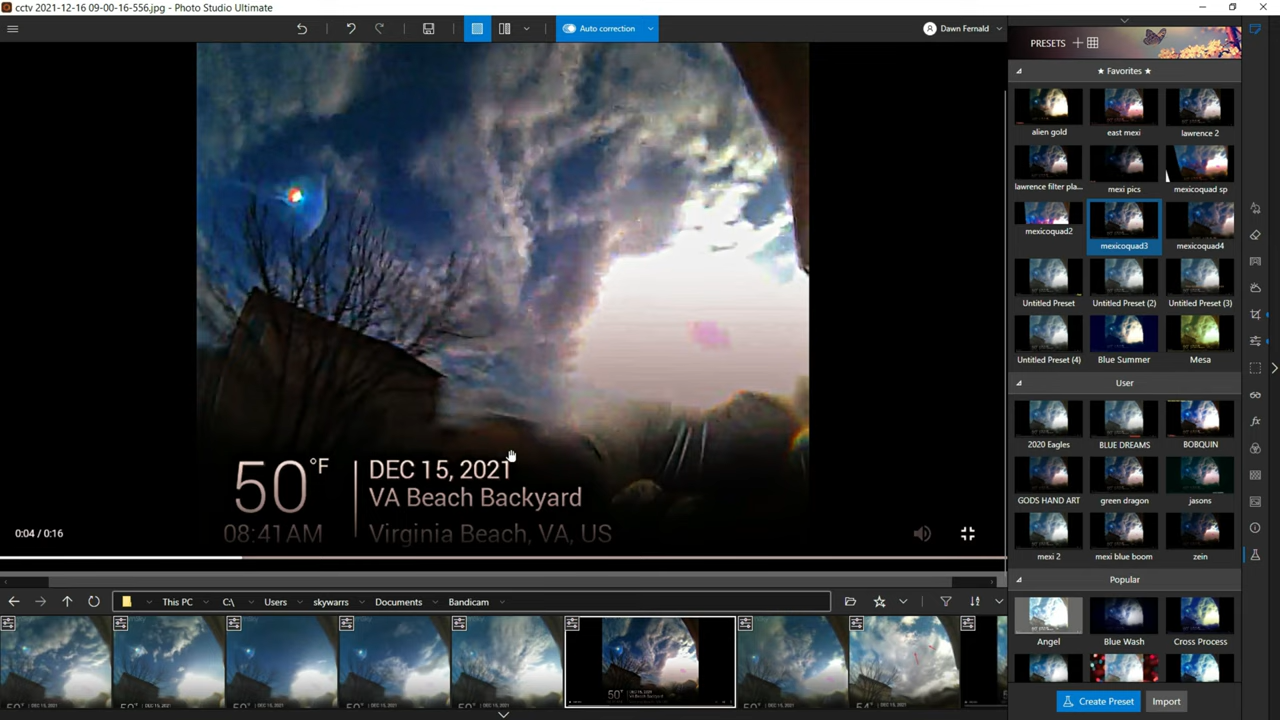 cctv 2021-12-16 09-00-16-556.jpg - Photo Studio Ultimate
Auto correction
Dawn Fernald
PRESETS
★ Favorites ★
alien gold
east mexi
lawrence 2
lawrence filter pla...
mexi pics
mexicoquad sp
mexicoquad2
mexicoquad3
mexicoquad4
Untitled Preset
Untitled Preset (2)
Untitled Preset (3)
Untitled Preset (4)
Blue Summer
Mesa
User
2020 Eagles
BLUE DREAMS
BOBQUIN
GODS HAND ART
green dragon
jasons
mexi 2
mexi blue boom
zein
Popular
Angel
Blue Wash
Cross Process
Create Preset
Import
50°F
08:41AM
DEC 15, 2021
VA Beach Backyard
Virginia Beach, VA, US
0:04 / 0:16
This PC
C:\
Users
skywarrs
Documents
Bandicam